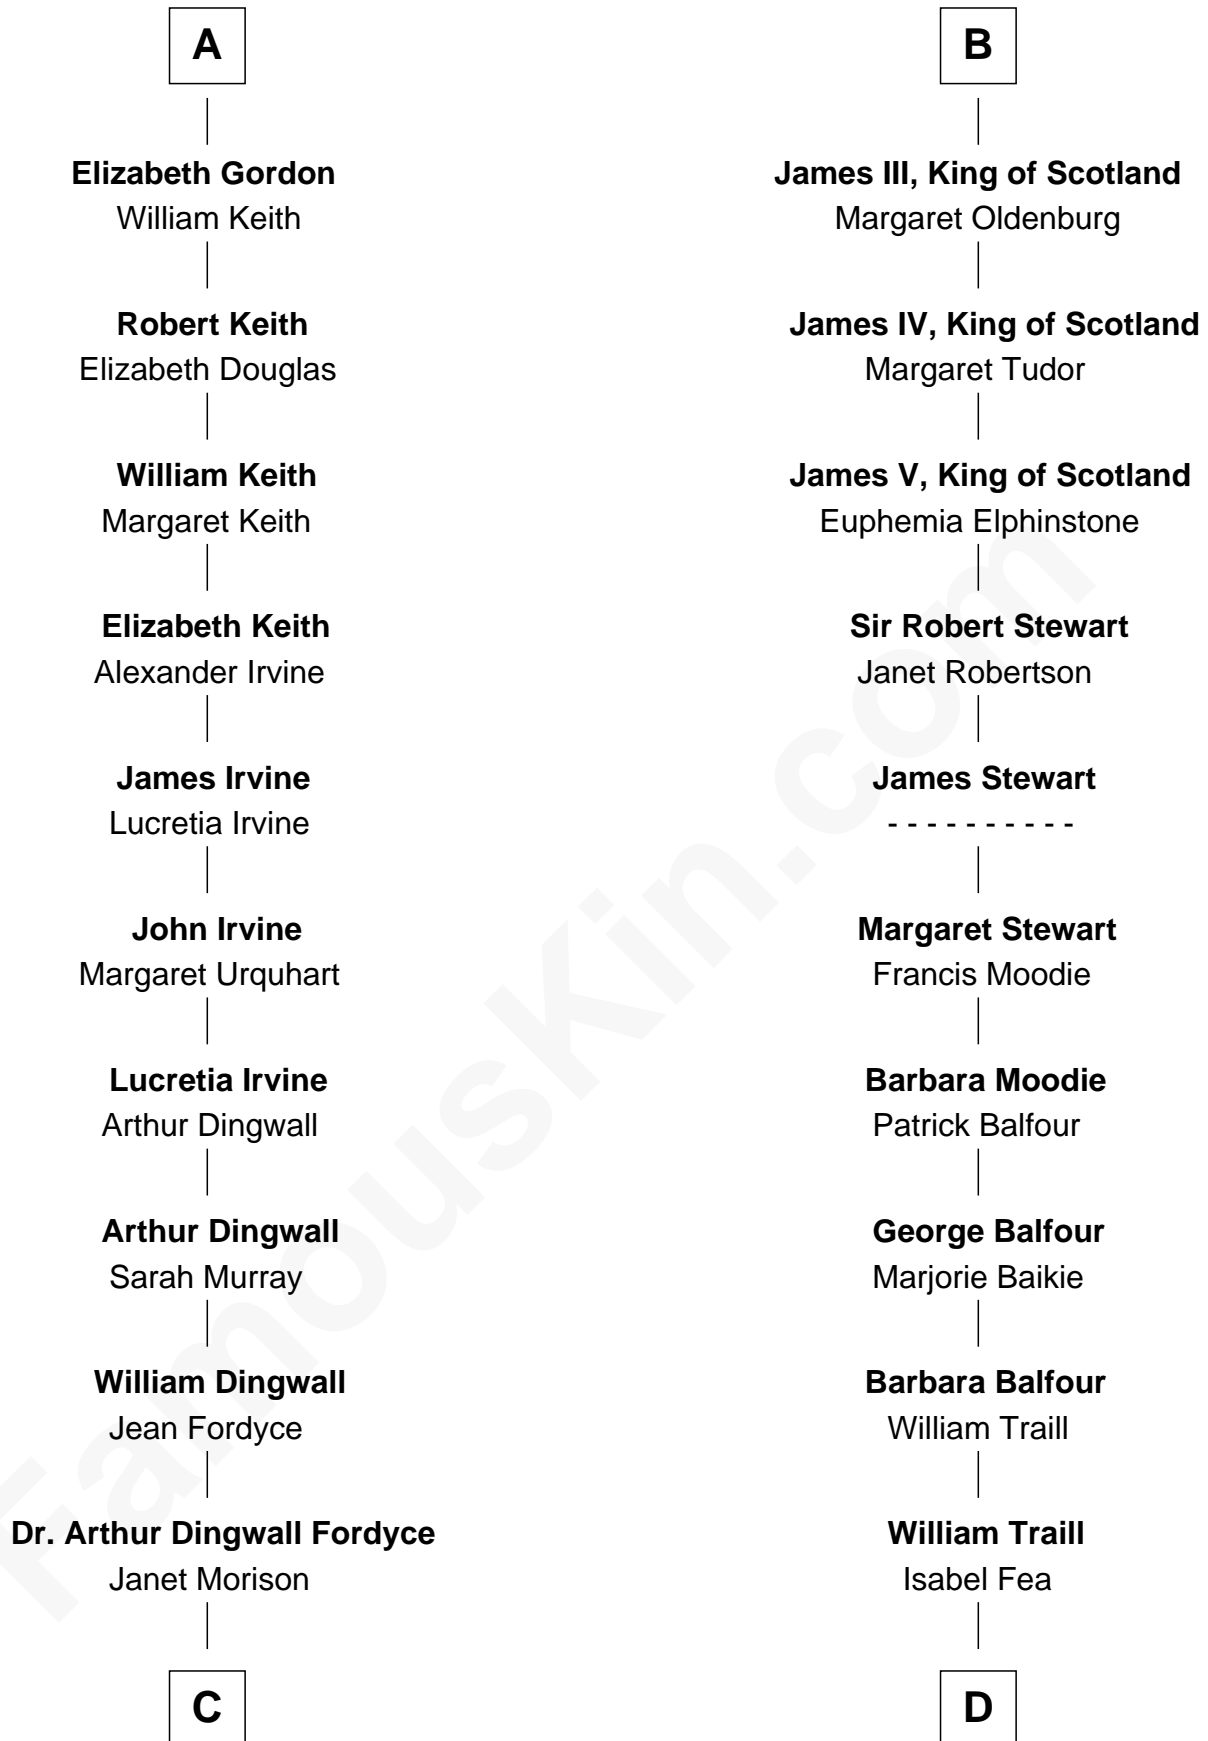 A
Elizabeth Gordon
William Keith
Robert Keith
Elizabeth Douglas
William Keith
Margaret Keith
Elizabeth Keith
Alexander Irvine
James Irvine
Lucretia Irvine
John Irvine
Margaret Urquhart
Lucretia Irvine
Arthur Dingwall
Arthur Dingwall
Sarah Murray
William Dingwall
Jean Fordyce
Dr. Arthur Dingwall Fordyce
Janet Morison
C
B
James III, King of Scotland
Margaret Oldenburg
James IV, King of Scotland
Margaret Tudor
James V, King of Scotland
Euphemia Elphinstone
Sir Robert Stewart
Janet Robertson
James Stewart
- - - - - - - - - -
Margaret Stewart
Francis Moodie
Barbara Moodie
Patrick Balfour
George Balfour
Marjorie Baikie
Barbara Balfour
William Traill
William Traill
Isabel Fea
D
FamousKin.com